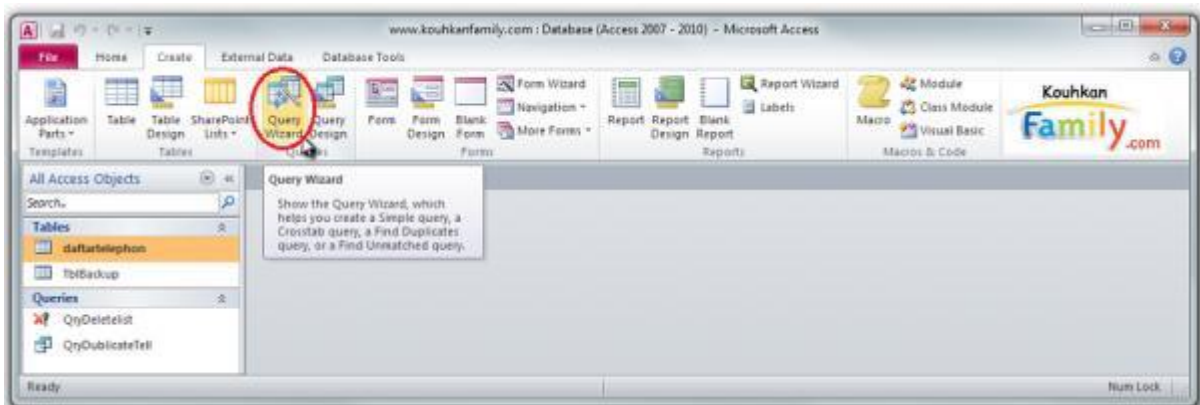 www.kouhkanfamily.com : Database (Access 2007 - 2010) - Microsoft Access
File Home Create External Data Database Tools
Application Parts Table Table Design SharePoint Lists Query Wizard Query Design Form Form Design Blank Form Form Wizard Navigation More Forms Report Report Design Blank Report Report Wizard Labels Macro Module Class Module Visual Basic
Kouhkan
Family.com
Templates Tables Queries Forms Reports Macros & Code
All Access Objects
Search..
Tables
daftartelephon
TblBackup
Queries
QryDeletelist
QryDublicateTell
Query Wizard
Show the Query Wizard, which
helps you create a Simple query, a
Crosstab query, a Find Duplicates
query, or a Find Unmatched query.
Ready
Num Lock